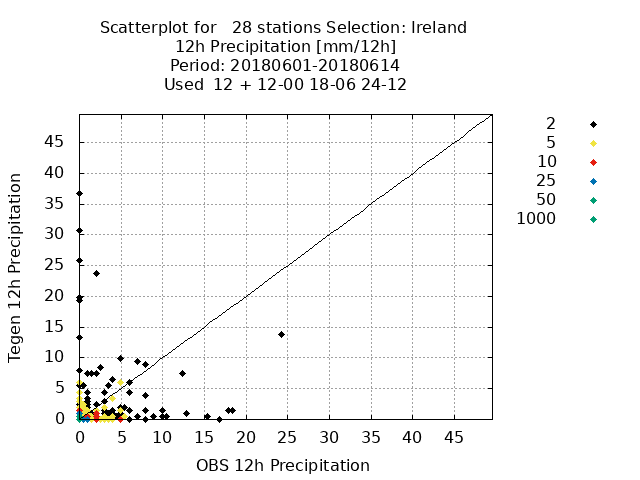 Scatterplot for   28 stations Selection: Ireland
12h Precipitation [mm/12h]
Period: 20180601-20180614
Used  12 + 12-00 18-06 24-12
Tegen 12h Precipitation
45
40
35
30
25
20
15
10
5
0
0 5 10 15 20 25 30 35 40 45
OBS 12h Precipitation
2
5
10
25
50
1000